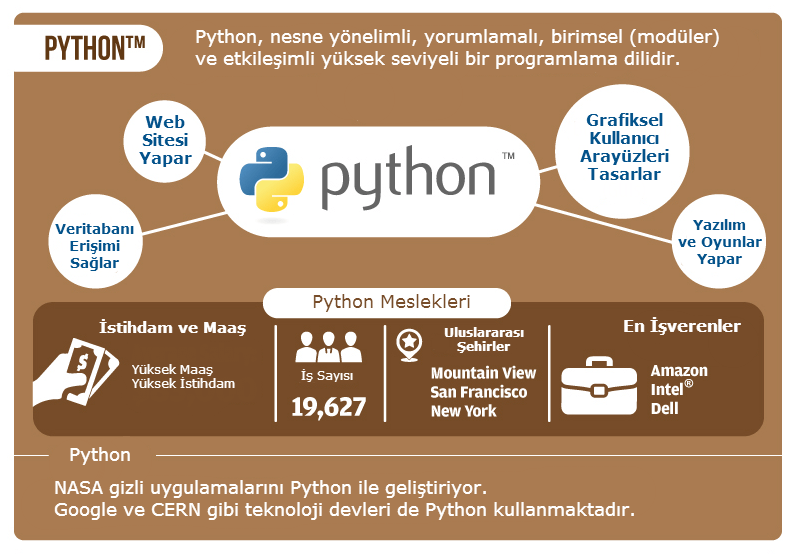 PYTHON™
Python, nesne yönelimli, yorumlamalı, birimsel (modüler)
ve etkileşimli yüksek seviyeli bir programlama dilidir.
Web
Sitesi
Yapar
Grafiksel
Kullanıcı
Arayüzleri
Tasarlar
python™
Veritabanı
Erişimi
Sağlar
Yazılım
ve Oyunlar
Yapar
Python Meslekleri
İstihdam ve Maaş
$
Yüksek Maaş
Yüksek İstihdam
İş Sayısı
19,627
Uluslararası
Şehirler
Mountain View
San Francisco
New York
En İşverenler
Amazon
Intel®
Dell
Python
NASA gizli uygulamalarını Python ile geliştiriyor.
Google ve CERN gibi teknoloji devleri de Python kullanmaktadır.